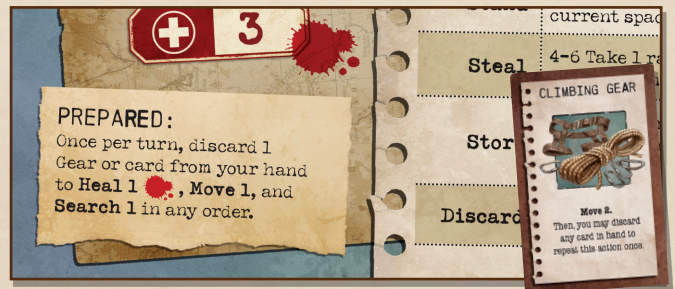 3
PREPARED:
Once per turn, discard 1
Gear or card from your hand
to Heal 1 , Move 1, and
Search 1 in any order.
current
Steal
4-6 Take 1
Discard
CLIMBING GEAR
Move 2.
Then, you may discard
any card in hand to
repeat this action once.